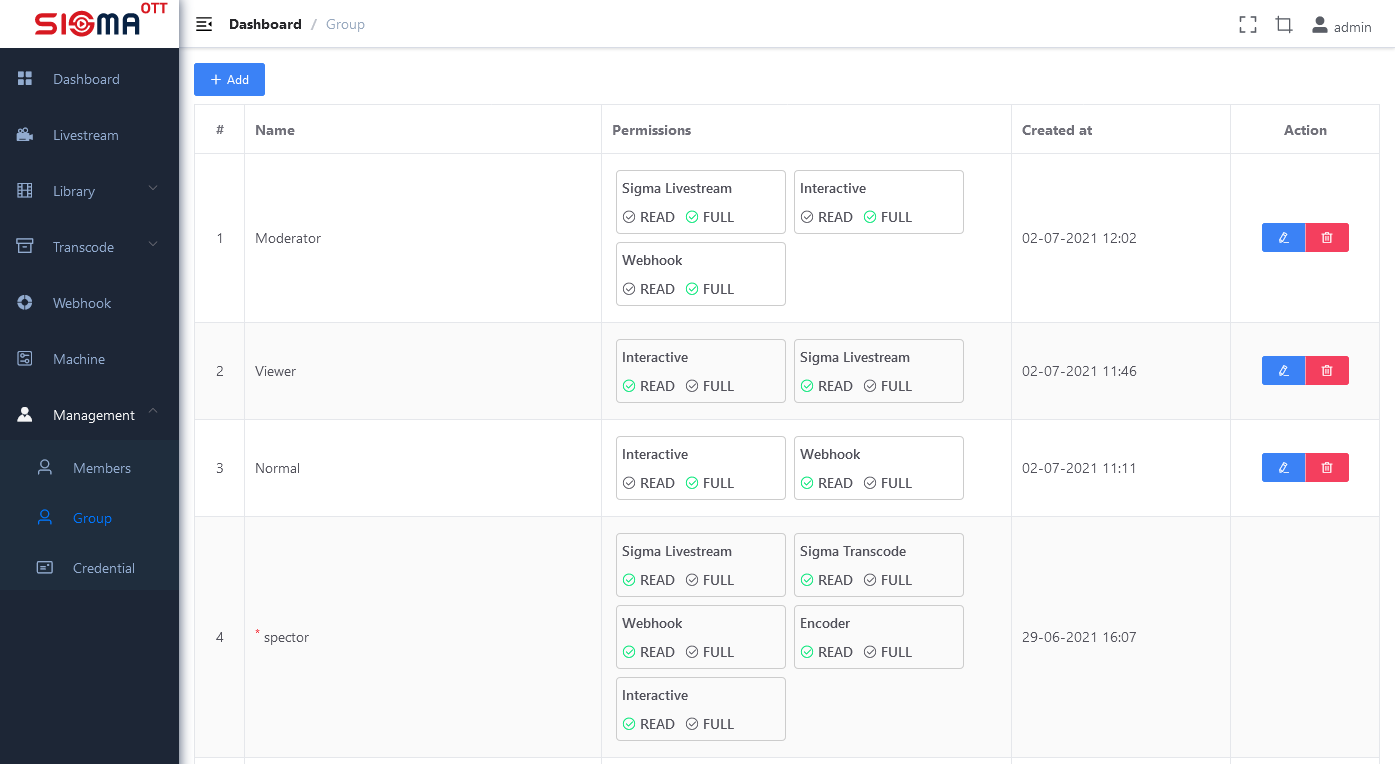 SIGMA OTT
Dashboard / Group
admin
Dashboard
Livestream
Library
Transcode
Webhook
Machine
Management
Members
Group
Credential
+ Add
# Name Permissions Created at Action
1 Moderator 02-07-2021 12:02
Sigma Livestream Interactive
READ FULL READ FULL
Webhook
READ FULL
2 Viewer 02-07-2021 11:46
Interactive Sigma Livestream
READ FULL READ FULL
3 Normal 02-07-2021 11:11
Interactive Webhook
READ FULL READ FULL
4 * spector 29-06-2021 16:07
Sigma Livestream Sigma Transcode
READ FULL READ FULL
Webhook Encoder
READ FULL READ FULL
Interactive
READ FULL